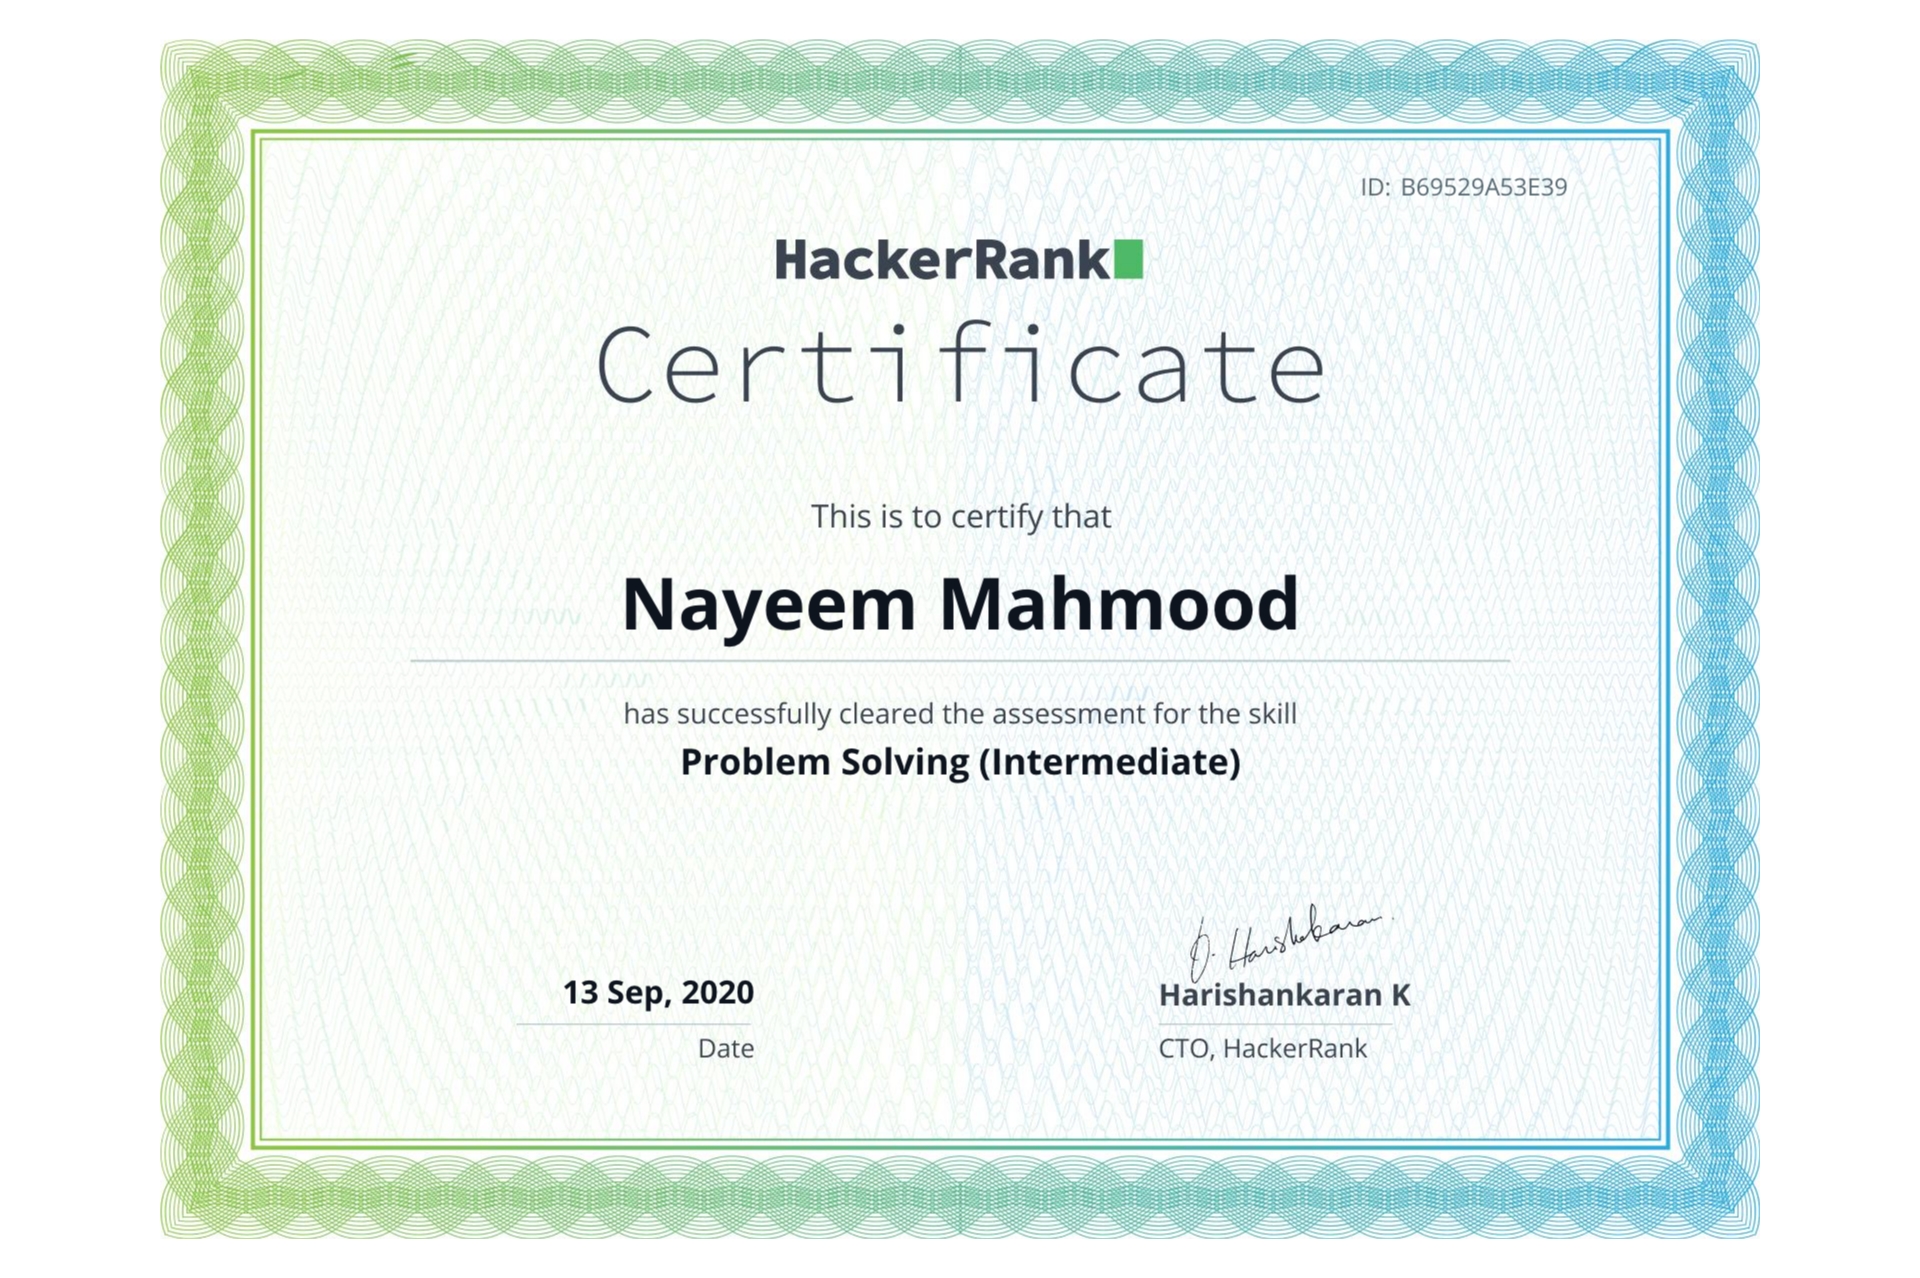 ID: B69529A53E39
HackerRank
Certificate
This is to certify that
Nayeem Mahmood
has successfully cleared the assessment for the skill
Problem Solving (Intermediate)
13 Sep, 2020
Date
Harishankaran K
CTO, HackerRank